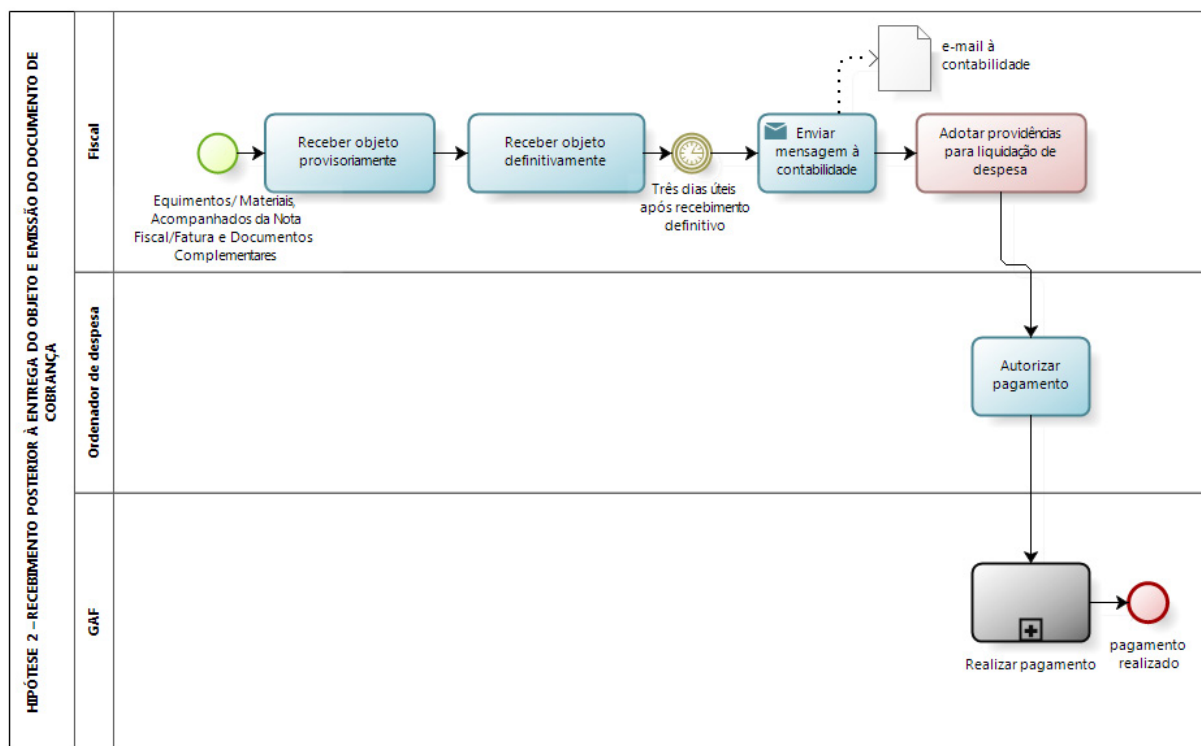 HIPÓTESE 2 – RECEBIMENTO POSTERIOR À ENTREGA DO OBJETO E EMISSÃO DO DOCUMENTO DE
COBRANÇA
Fiscal
Equimentos/ Materiais,
Acompanhados da Nota
Fiscal/Fatura e Documentos
Complementares
Receber objeto
provisoriamente
Receber objeto
definitivamente
Três dias úteis
após recebimento
definitivo
Enviar
mensagem à
contabilidade
e-mail à
contabilidade
Adotar providências
para liquidação de
despesa
Ordenador de despesa
Autorizar
pagamento
GAF
Realizar pagamento
pagamento
realizado